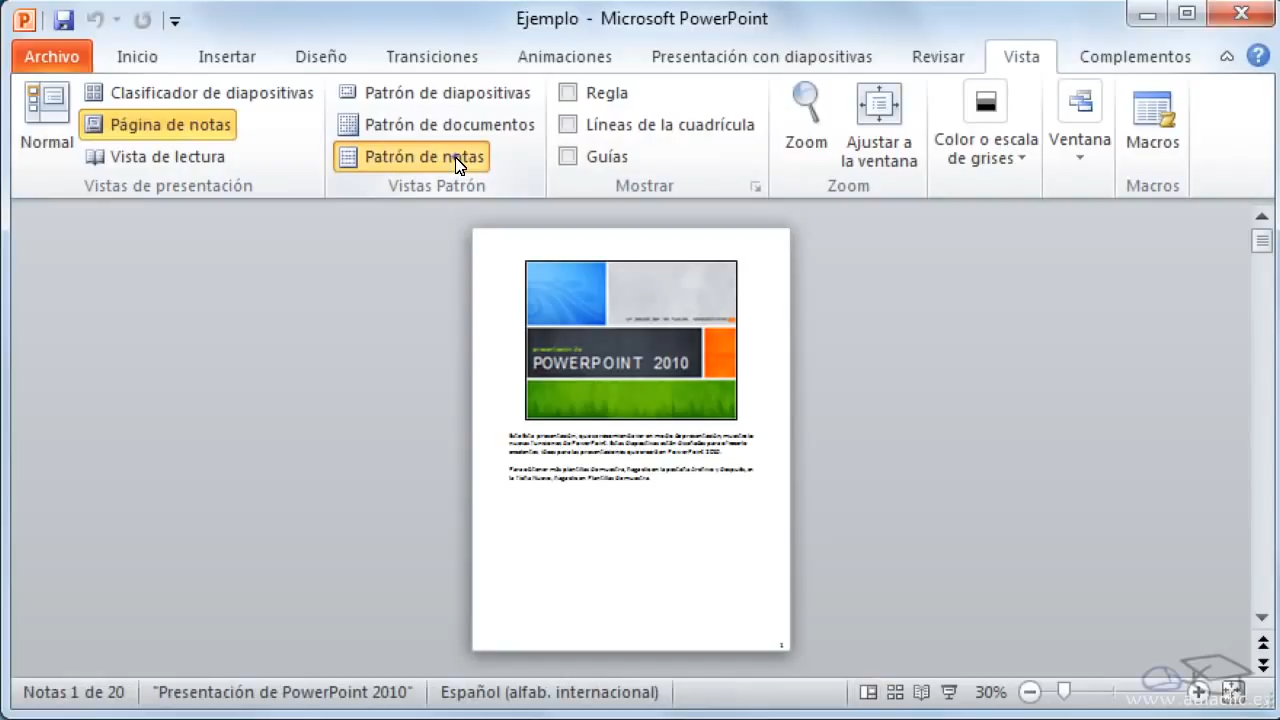 Ejemplo - Microsoft PowerPoint
Archivo Inicio Insertar Diseño Transiciones Animaciones Presentación con diapositivas Revisar Vista Complementos
Normal
Clasificador de diapositivas
Página de notas
Vista de lectura
Vistas de presentación
Patrón de diapositivas
Patrón de documentos
Patrón de notas
Vistas Patrón
Regla
Líneas de la cuadrícula
Guías
Mostrar
Zoom
Ajustar a
la ventana
Zoom
Color o escala
de grises
Ventana
Macros
Macros
POWERPOINT 2010
1
Notas 1 de 20 "Presentación de PowerPoint 2010" Español (alfab. internacional) 30%